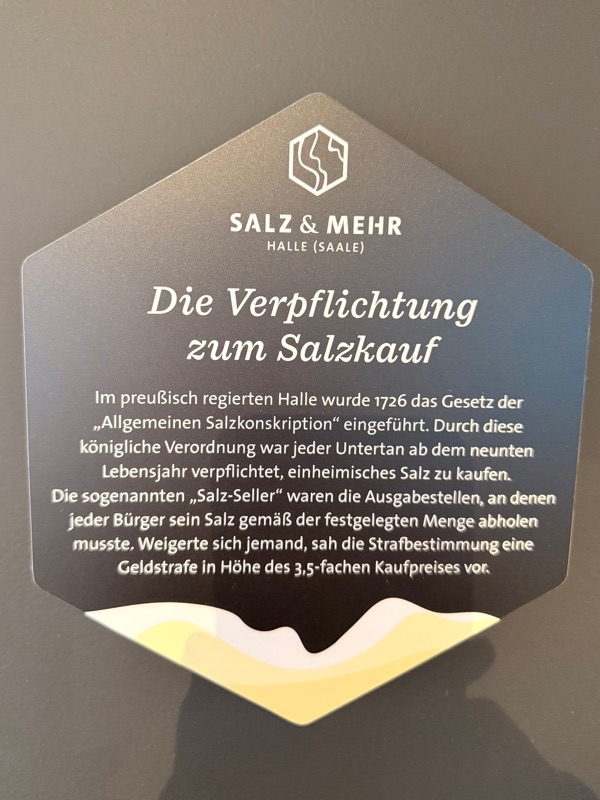 SALZ & MEHR
HALLE (SAALE)
Die Verpflichtung
zum Salzkauf
Im preußisch regierten Halle wurde 1726 das Gesetz der
„Allgemeinen Salzkonskription“ eingeführt. Durch diese
königliche Verordnung war jeder Untertan ab dem neunten
Lebensjahr verpflichtet, einheimisches Salz zu kaufen.
Die sogenannten „Salz-Seller“ waren die Ausgabestellen, an denen
jeder Bürger sein Salz gemäß der festgelegten Menge abholen
musste. Weigerte sich jemand, sah die Strafbestimmung eine
Geldstrafe in Höhe des 3,5-fachen Kaufpreises vor.